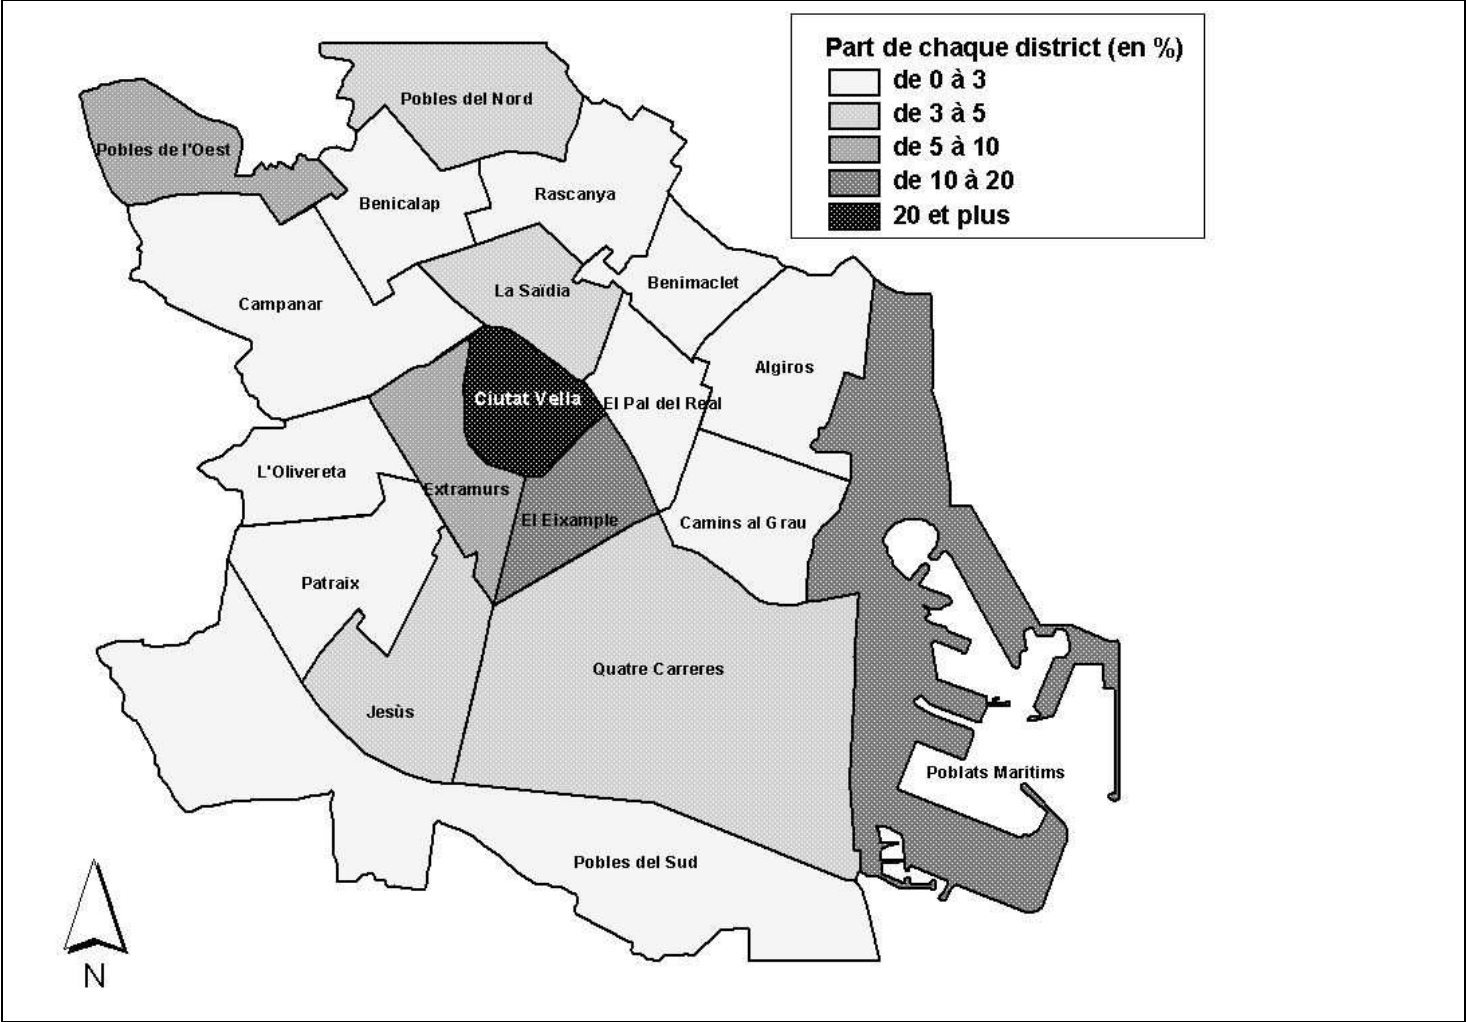 Part de chaque district (en %)
de 0 à 3
de 3 à 5
de 5 à 10
de 10 à 20
20 et plus
Pobles del Nord
Pobles de l'Oest
Rascanya
Benicalap
Benimaclet
La Saïdia
Campanar
Algiros
Ciutat Vella
El Pal del Real
L'Olivereta
Extramurs
El Eixample
Camins al Grau
Patraix
Quatre Carreres
Jesùs
Poblats Maritims
Pobles del Sud
N